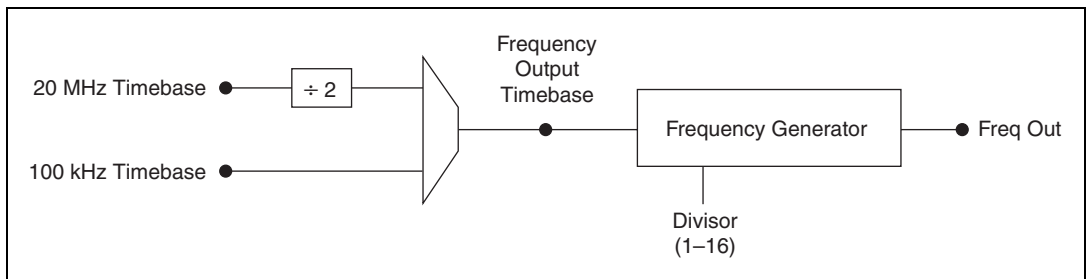 Frequency
Output
Timebase
20 MHz Timebase
÷ 2
Frequency Generator
Freq Out
100 kHz Timebase
Divisor
(1–16)